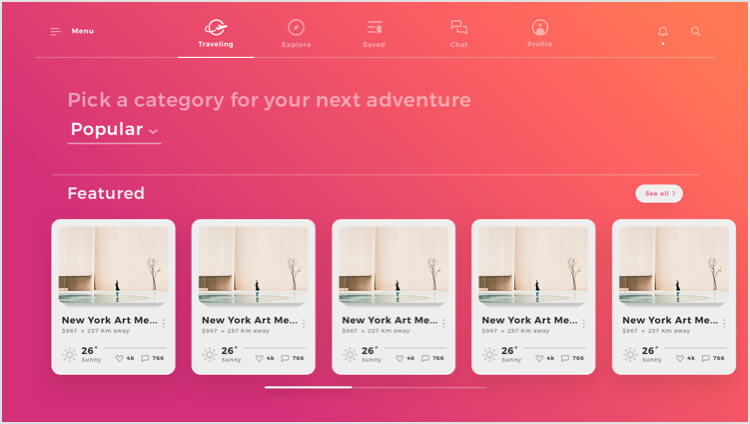 Menu
Traveling
Explore
Saved
Chat
Profile
Pick a category for your next adventure
Popular
Featured
See all
New York Art Me...
$967 • 257 Km away
26°
Sunny
4k
766
New York Art Me...
$967 • 257 Km away
26°
Sunny
4k
766
New York Art Me...
$967 • 257 Km away
26°
Sunny
4k
766
New York Art Me...
$967 • 257 Km away
26°
Sunny
4k
766
New York Art Me...
$967 • 257 Km away
26°
Sunny
4k
766